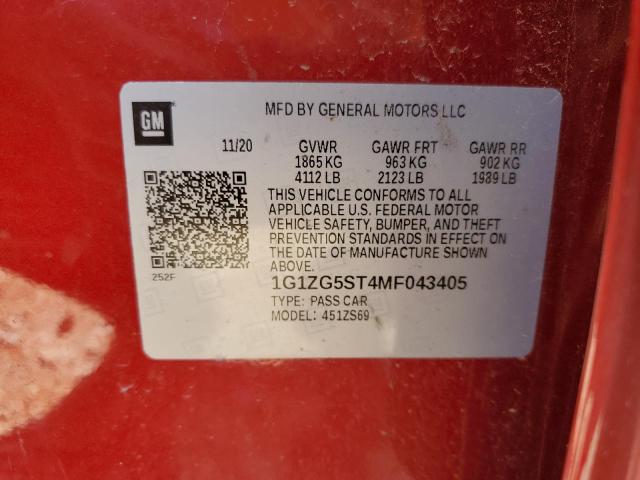 GM
MFD BY GENERAL MOTORS LLC
11/20 GVWR GAWR FRT GAWR RR
1865 KG 963 KG 902 KG
4112 LB 2123 LB 1989 LB
THIS VEHICLE CONFORMS TO ALL
APPLICABLE U.S. FEDERAL MOTOR
VEHICLE SAFETY, BUMPER, AND THEFT
PREVENTION STANDARDS IN EFFECT ON
THE DATE OF MANUFACTURE SHOWN
ABOVE.
252F
1G1ZG5ST4MF043405
TYPE: PASS CAR
MODEL: 451ZS69